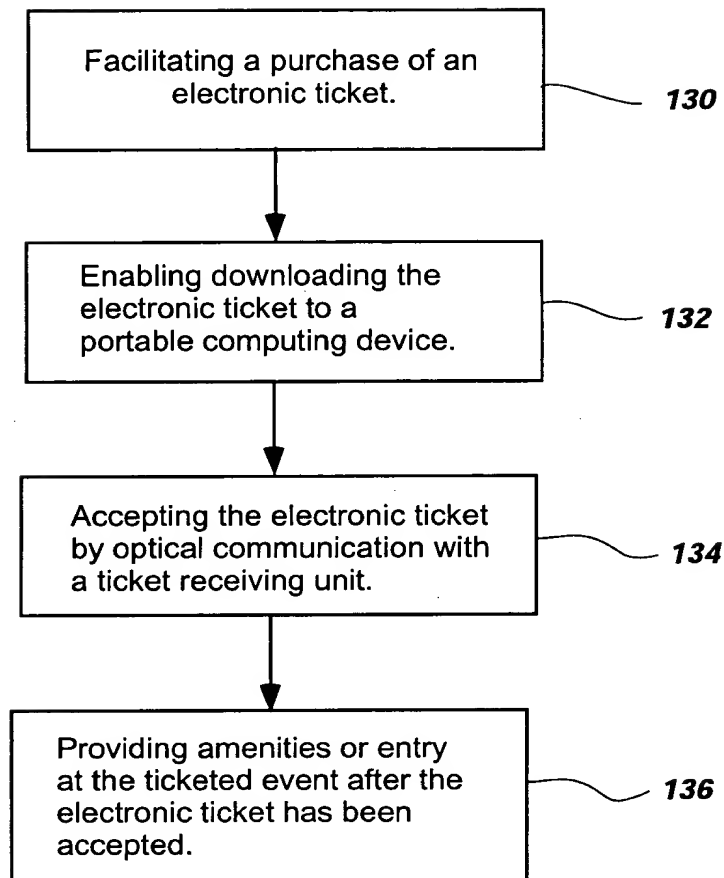 Facilitating a purchase of an
electronic ticket.
130
Enabling downloading the
electronic ticket to a
portable computing device.
132
Accepting the electronic ticket
by optical communication with
a ticket receiving unit.
134
Providing amenities or entry
at the ticketed event after the
electronic ticket has been
accepted.
136